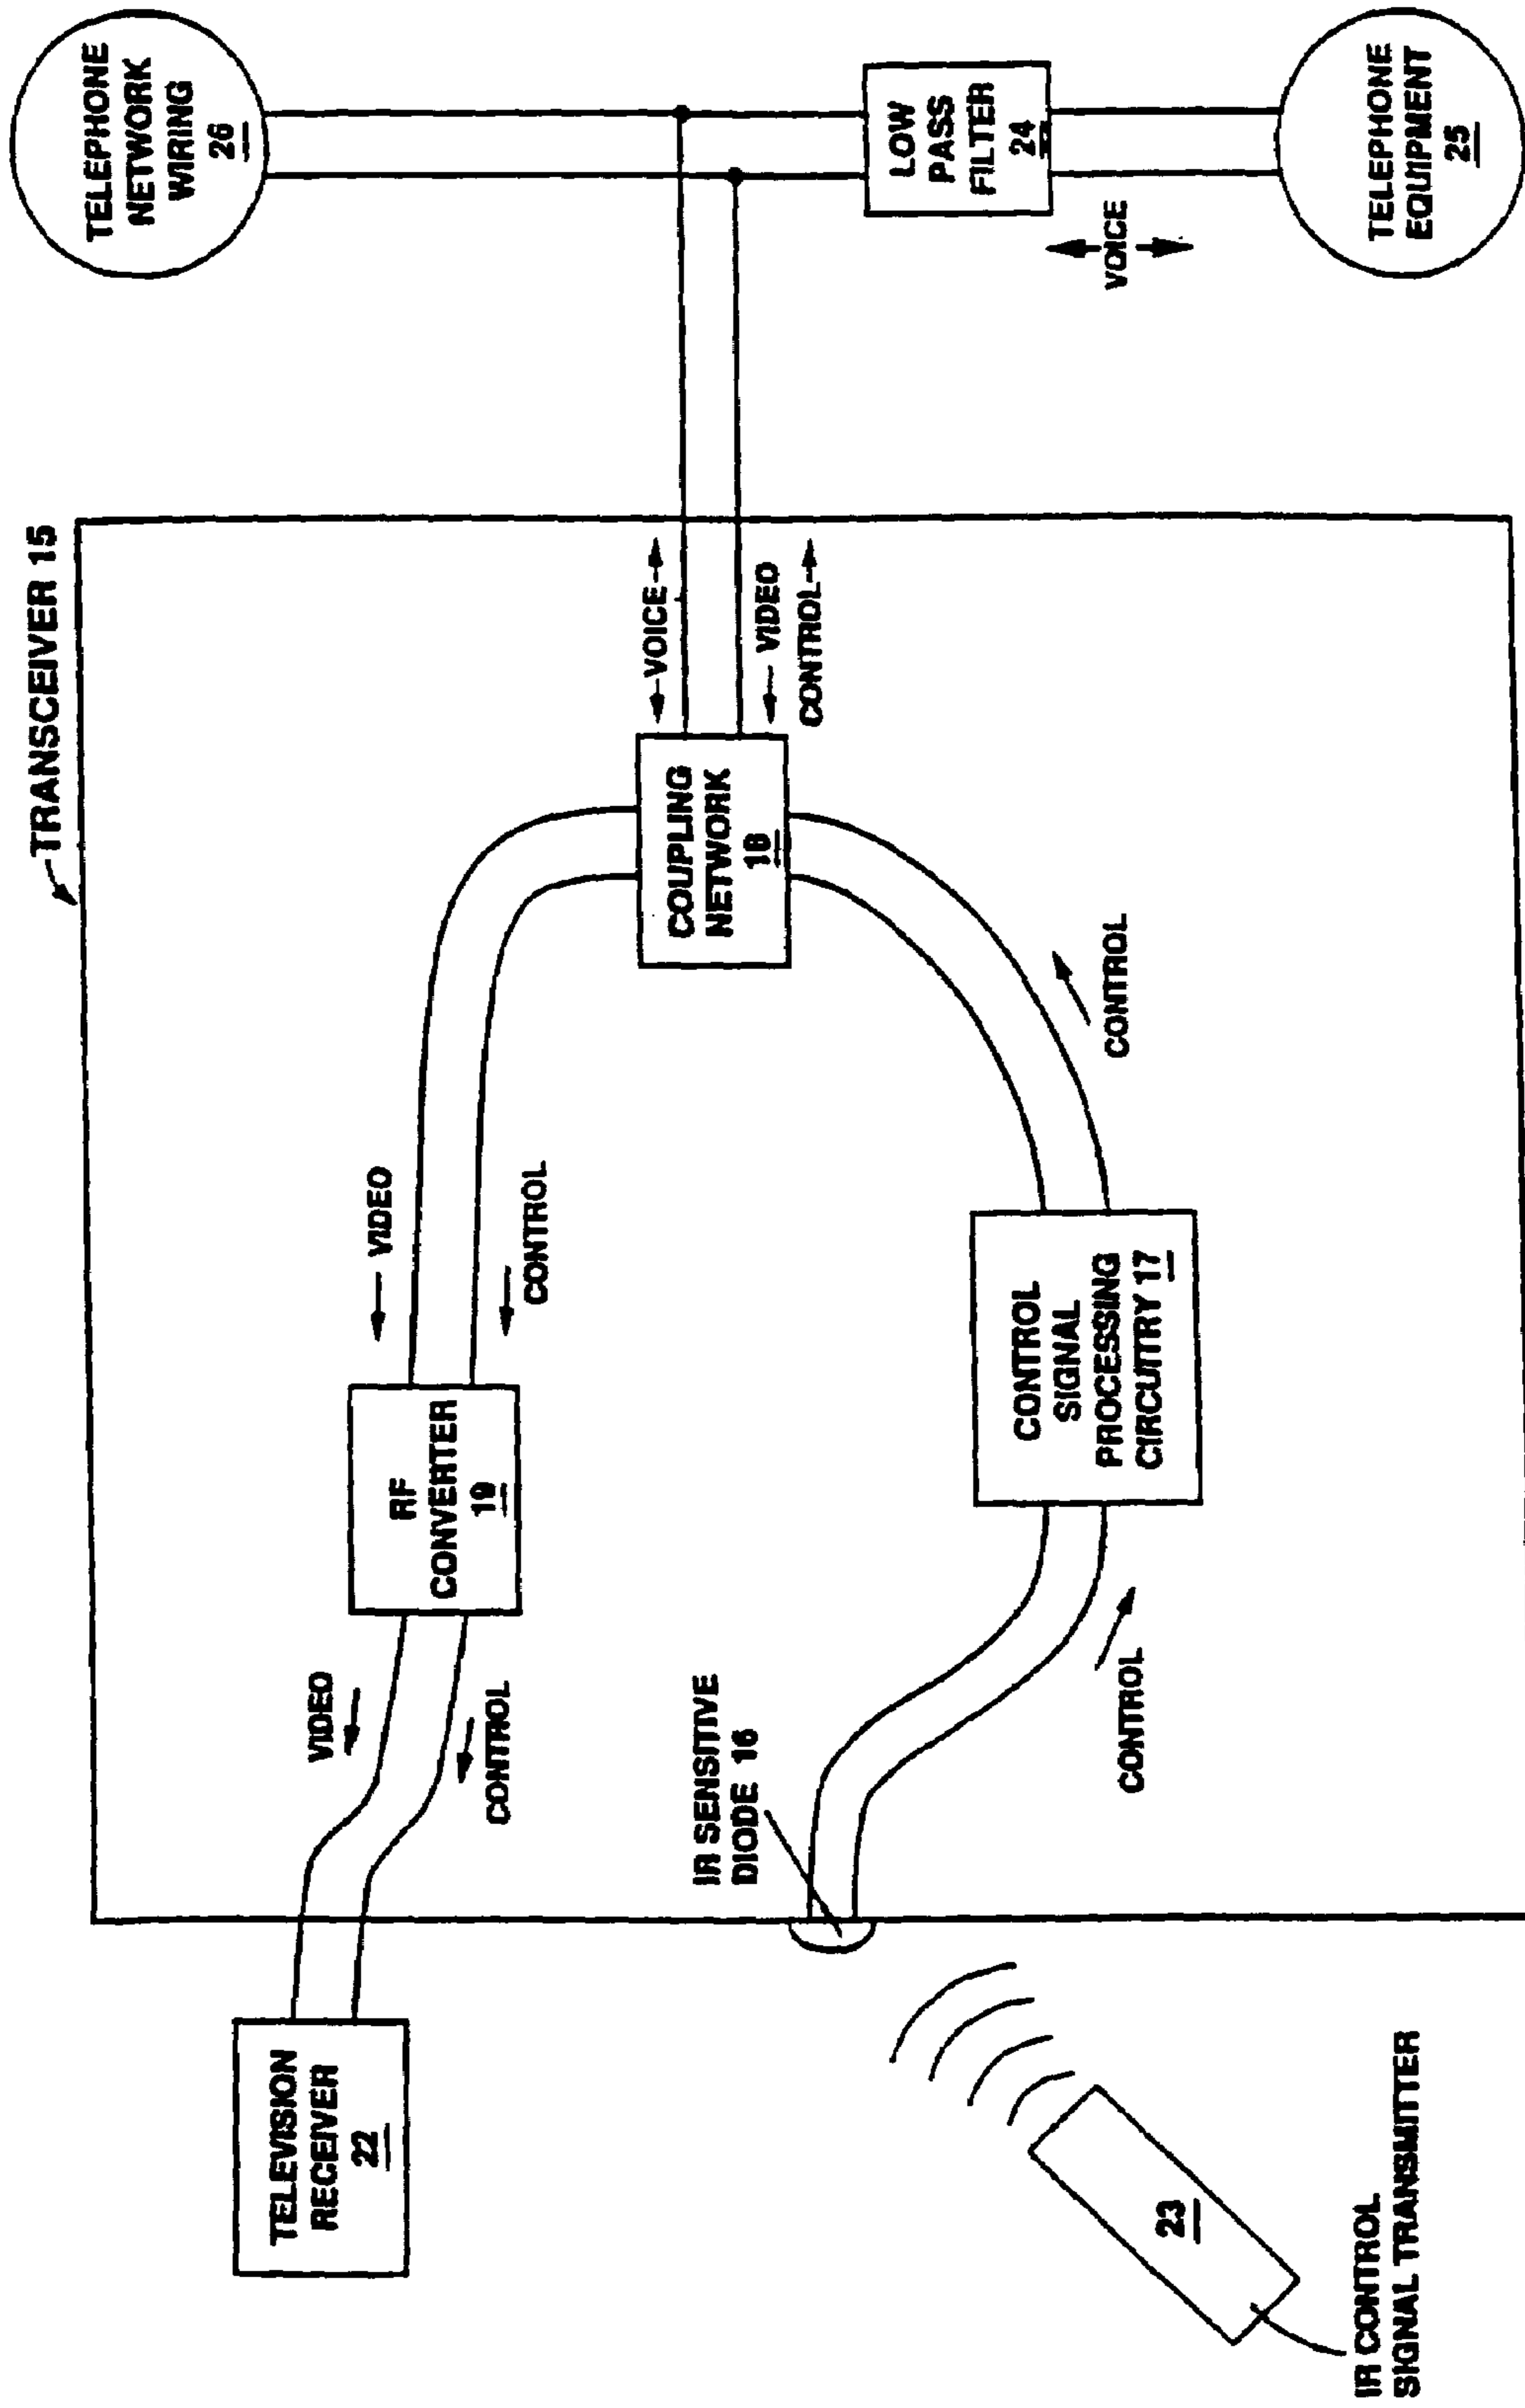 TRANSCEIVER 15
TELEVISION
RECEIVER
22
VIDEO
CONTROL
RF
CONVERTER
19
VIDEO
CONTROL
COUPLING
NETWORK
18
VOICE
VIDEO
CONTROL
TELEPHONE
NETWORK
WIRING
26
LOW
PASS
FILTER
24
VOICE
TELEPHONE
EQUIPMENT
25
IR SENSITIVE
DIODE 16
CONTROL
CONTROL
SIGNAL
PROCESSING
CIRCUITRY 17
CONTROL
23
IR CONTROL
SIGNAL TRANSMITTER